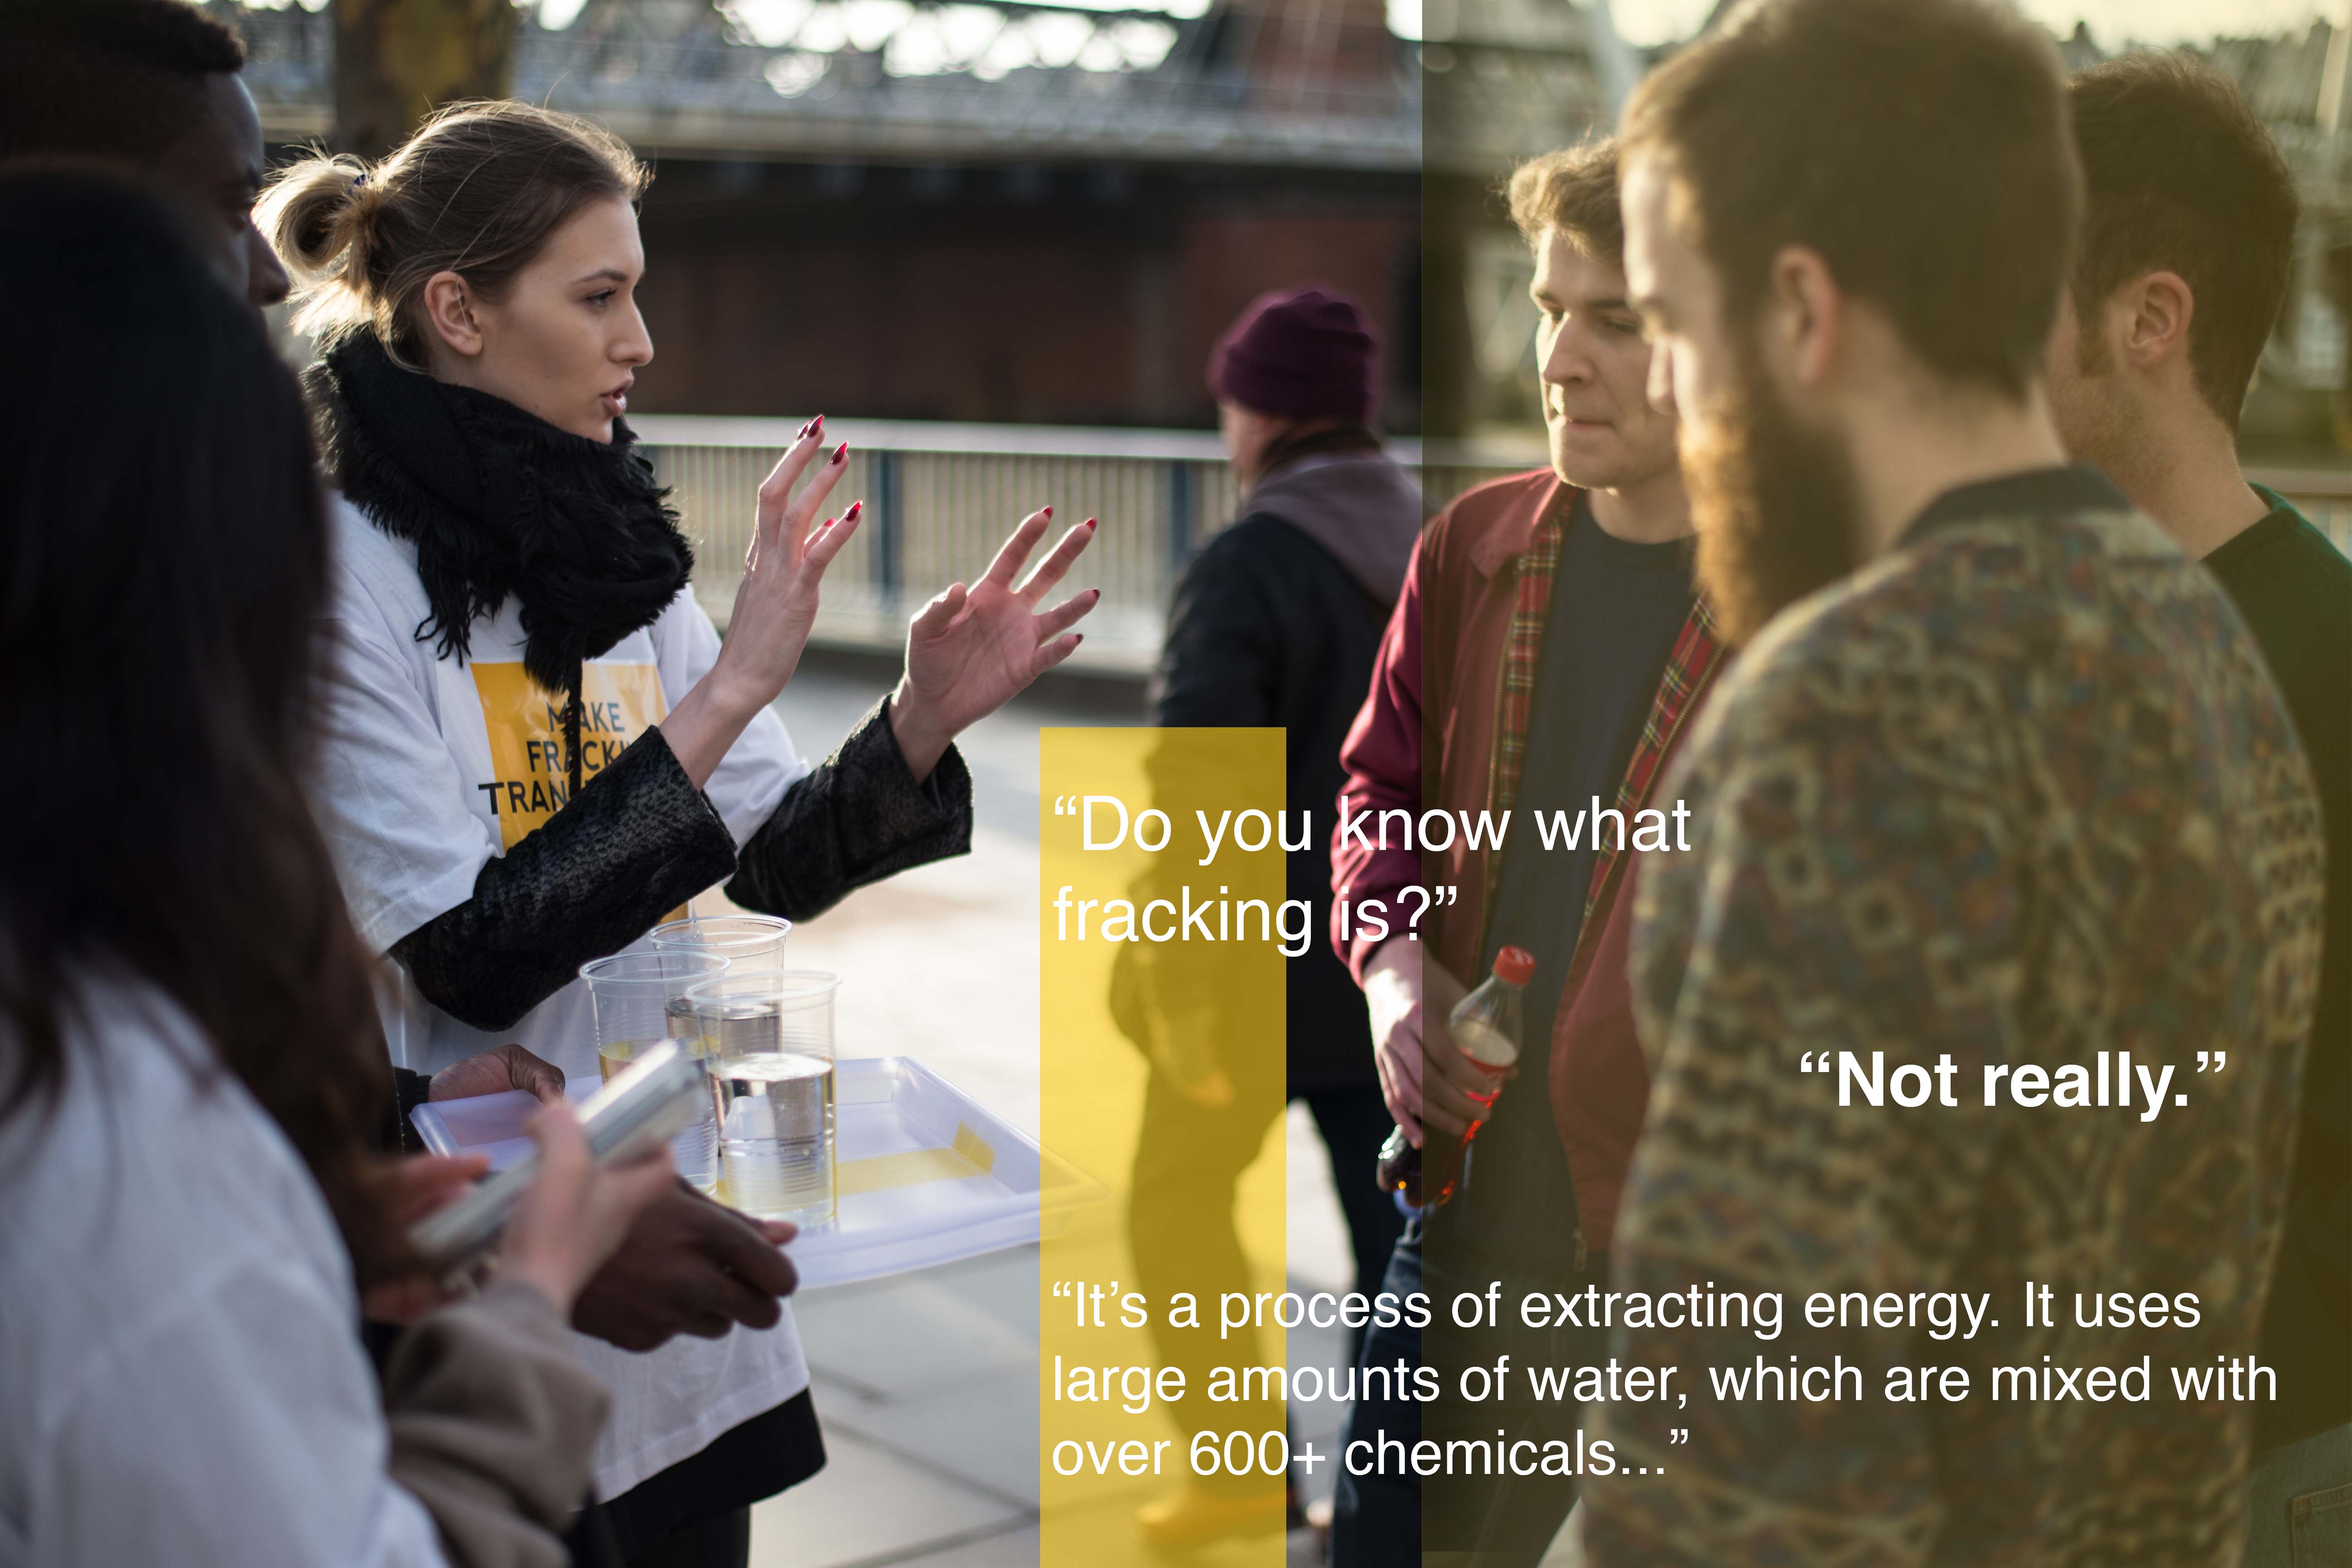 MAKE
“Do you know what
fracking is?”
“Not really.”
“It’s a process of extracting energy. It uses
large amounts of water, which are mixed with
over 600+ chemicals...”